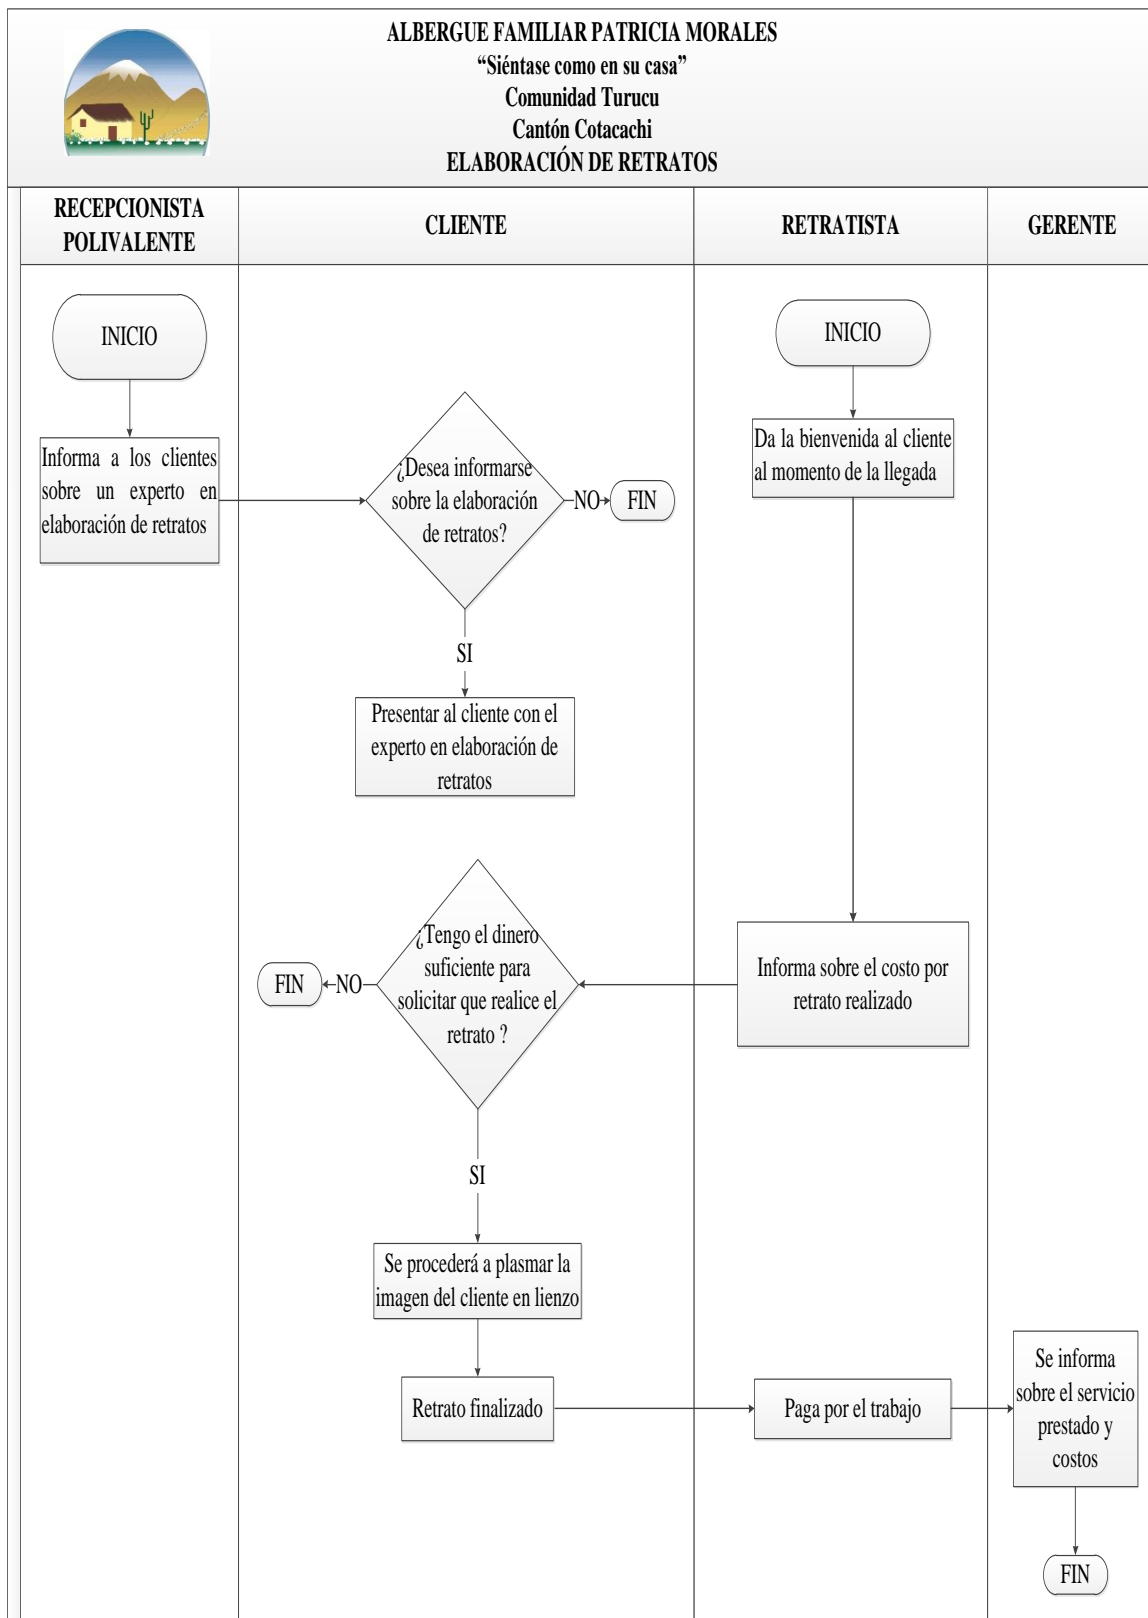 ALBERGUE FAMILIAR PATRICIA MORALES
“Siéntase como en su casa”
Comunidad Turucu
Cantón Cotacachi
ELABORACIÓN DE RETRATOS
RECEPCIONISTA
POLIVALENTE
CLIENTE
RETRATISTA
GERENTE
INICIO
Informa a los clientes
sobre un experto en
elaboración de retratos
¿Desea informarse
sobre la elaboración
de retratos?
NO
FIN
SI
Presentar al cliente con el
experto en elaboración de
retratos
INICIO
Da la bienvenida al cliente
al momento de la llegada
Informa sobre el costo por
retrato realizado
¿Tengo el dinero
suficiente para
solicitar que realice el
retrato ?
NO
FIN
SI
Se procederá a plasmar la
imagen del cliente en lienzo
Retrato finalizado
Paga por el trabajo
Se informa
sobre el servicio
prestado y
costos
FIN